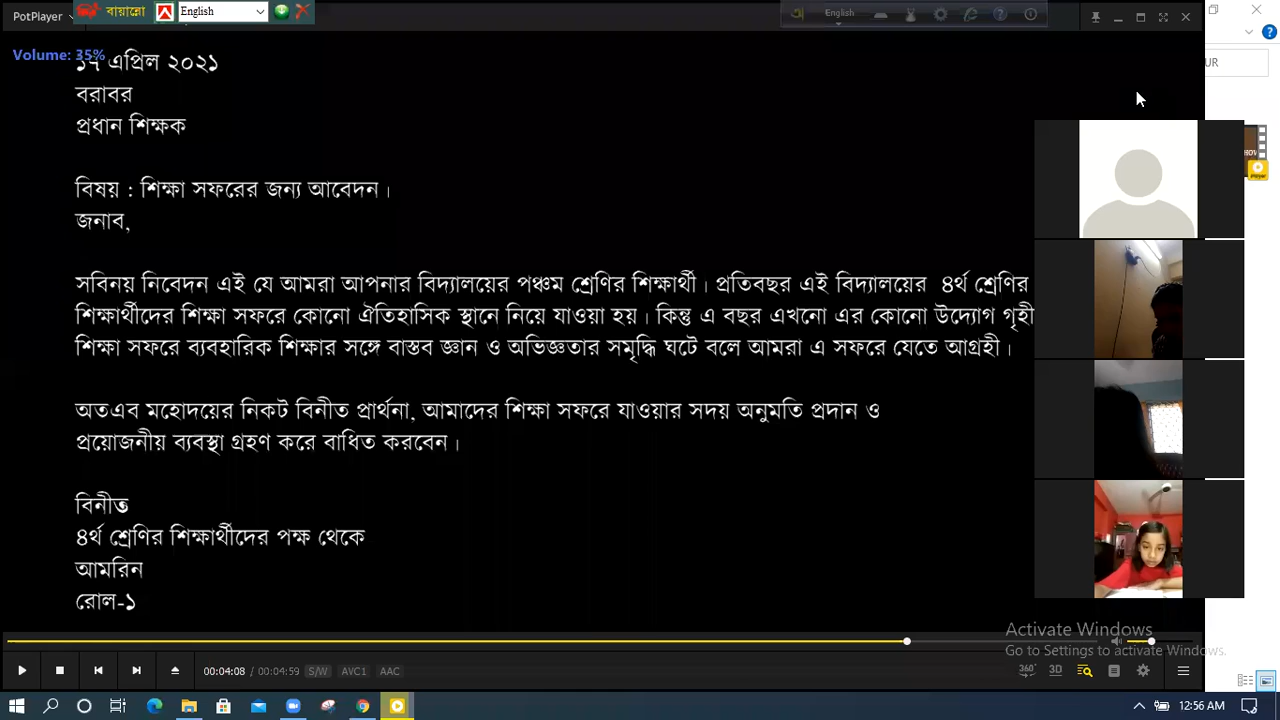 PotPlayer
বায়ান্নো
English
English
Volume: 35%
১৭ এপ্রিল ২০২১
বরাবর
প্রধান শিক্ষক
বিষয় : শিক্ষা সফরের জন্য আবেদন।
জনাব,
সবিনয় নিবেদন এই যে আমরা আপনার বিদ্যালয়ের পঞ্চম শ্রেণির শিক্ষার্থী। প্রতিবছর এই বিদ্যালয়ের ৪র্থ শ্রেণির
শিক্ষার্থীদের শিক্ষা সফরে কোনো ঐতিহাসিক স্থানে নিয়ে যাওয়া হয়। কিন্তু এ বছর এখনো এর কোনো উদ্যোগ গৃহী
শিক্ষা সফরে ব্যবহারিক শিক্ষার সঙ্গে বাস্তব জ্ঞান ও অভিজ্ঞতার সমৃদ্ধি ঘটে বলে আমরা এ সফরে যেতে আগ্রহী।
অতএব মহোদয়ের নিকট বিনীত প্রার্থনা, আমাদের শিক্ষা সফরে যাওয়ার সদয় অনুমতি প্রদান ও
প্রয়োজনীয় ব্যবস্থা গ্রহণ করে বাধিত করবেন।
বিনীত
৪র্থ শ্রেণির শিক্ষার্থীদের পক্ষ থেকে
আমরিন
রোল-১
UR
Activate Windows
Go to Settings to activate Windows.
00:04:08 / 00:04:59 S/W AVC1 AAC
360° 3D
12:56 AM